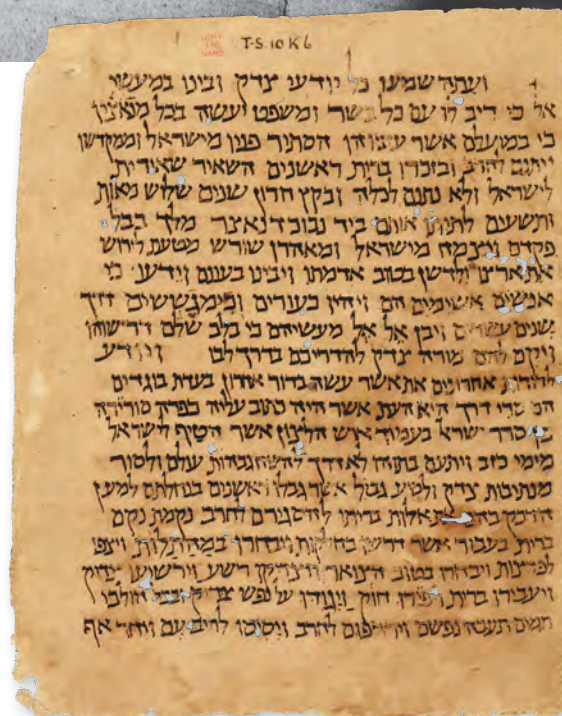 T-S. 10 K 6
ועתה שמעו כל יודעי צדק ובינו במעשי
אל כי ריב לו עם כל בשר ומשפט יעשה בכל מנאציו
כי במועלם אשר עזבוהו הסתיר פניו מישראל וממקדשו
ויתנם לחרב ובזכרו ברית ראשנים השאיר שאירית
לישראל ולא נתנם לכלה ובקץ חרון שנים שלוש מאות
ותשעים לתיתו אותם ביד נבוכדנאצר מלך בבל
פקדם ויצמח מישראל ומאהרן שורש מטעת לירוש
את ארצו ולדשן בטוב אדמתו ויבינו בעונם וידעו כי
אנשים אשימים הם ויהיו כעורים וכימגששים דרך
שנים עשרים ויבן אל אל מעשיהם כי בלב שלם דרשוהו
ויקם להם מורה צדק להדריכם בדרך לבו ויודע
לדורות אחרונים את אשר עשה בדור אחרון בעדת בוגדים
הם סרי דרך היא העת אשר היה כתוב עליה כפרה סורירה
כן סרר ישראל בעמוד איש הלצון אשר הטיף לישראל
מימי כזב ויתעם בתוהו לא דרך להשח גבהות עולם ולסור
מנתיבות צדק ולסיע גבול אשר גבלו ראשנים בנחלתם למען
הדבק בהם את אלות בריתו להסגירם לחרב נקמת נקם
ברית בעבור אשר דרשו בחלקות ויבחרו במהתלות ויצפו
לפרצות ויבחרו בטוב הצואר ויצדיקו רשע וירשיעו צדיק
ויעבירו ברית ויפירו חוק ויגודו על נפש צדיק ובכל הולכי
תמים תעבה נפשם וירדפום לחרב ויסיסו לריב עם ויחר אף